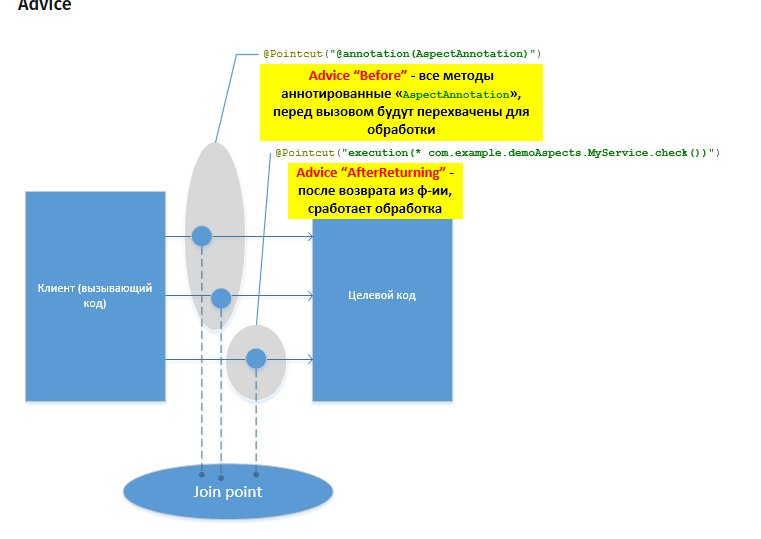 Advice
@Pointcut("@annotation(AspectAnnotation)")
Advice “Before” - все методы
аннотированные «AspectAnnotation»,
перед вызовом будут перехвачены для
обработки
@Pointcut("execution(* com.example.demoAspects.MyService.check())")
Advice “AfterReturning” -
после возврата из ф-ии,
сработает обработка
Клиент (вызывающий
код)
Целевой код
Join point